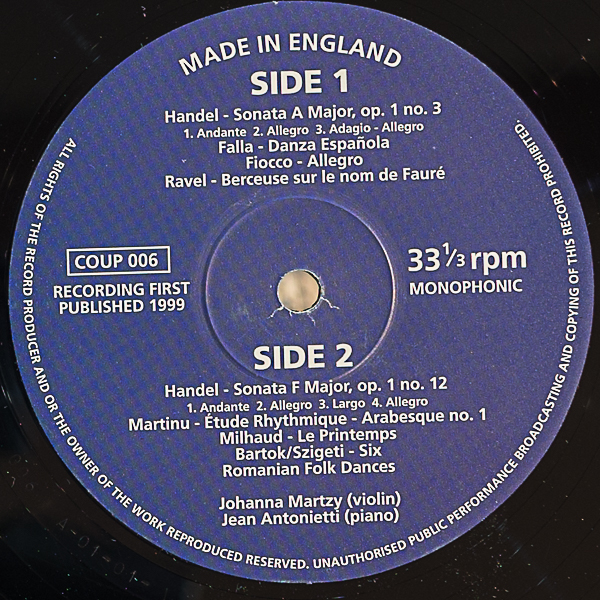 MADE IN ENGLAND
SIDE 1
Handel - Sonata A Major, op. 1 no. 3
1. Andante 2. Allegro 3. Adagio - Allegro
Falla - Danza Española
Fiocco - Allegro
Ravel - Berceuse sur le nom de Fauré
COUP 006
RECORDING FIRST
PUBLISHED 1999
33⅓ rpm
MONOPHONIC
SIDE 2
Handel - Sonata F Major, op. 1 no. 12
1. Andante 2. Allegro 3. Largo 4. Allegro
Martinu - Étude Rhythmique - Arabesque no. 1
Milhaud - Le Printemps
Bartok/Szigeti - Six
Romanian Folk Dances
Johanna Martzy (violin)
Jean Antonietti (piano)
ALL RIGHTS OF THE RECORD PRODUCER AND OR THE OWNER OF THE WORK REPRODUCED RESERVED. UNAUTHORISED PUBLIC PERFORMANCE BROADCASTING AND COPYING OF THIS RECORD PROHIBITED.